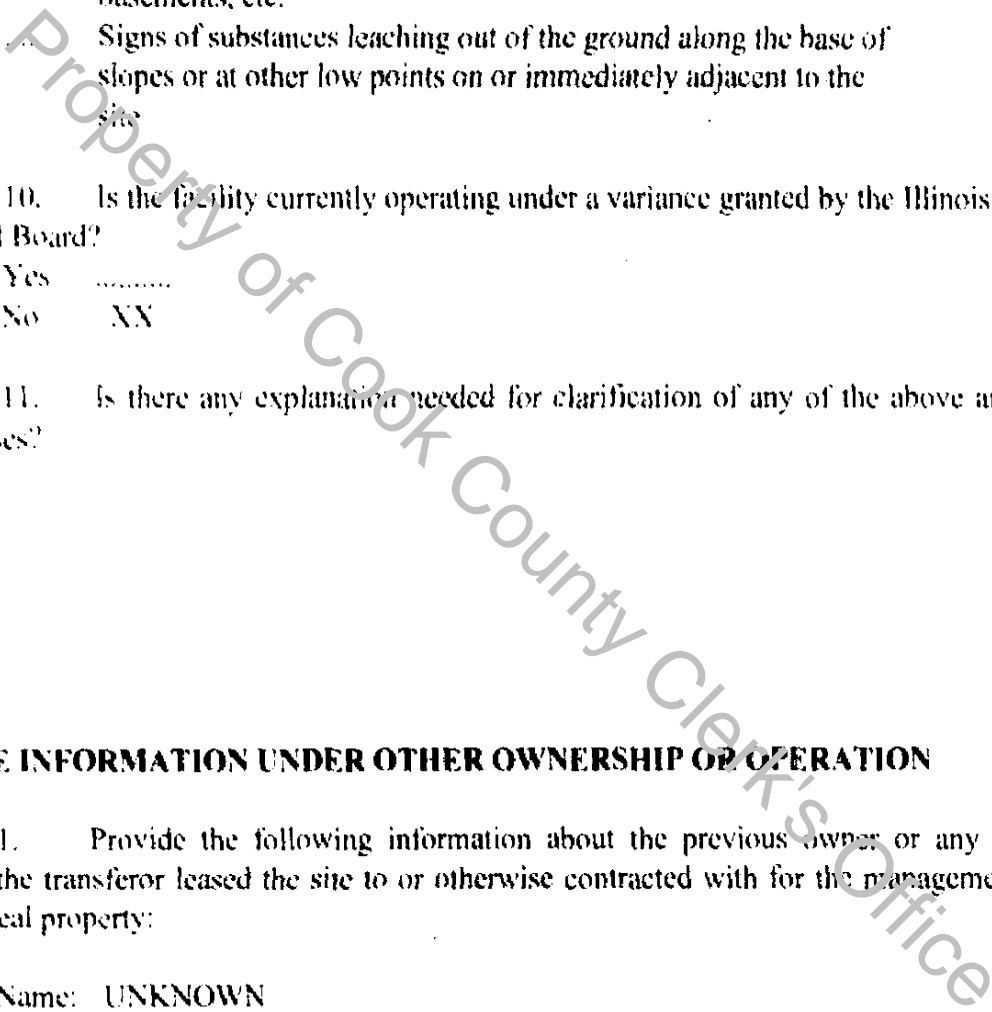 basements, etc.
Signs of substances leaching out of the ground along the base of
slopes or at other low points on or immediately adjacent to the
site
10. Is the facility currently operating under a variance granted by the Illinois
Board?
Yes ..........
No XX
11. Is there any explanation needed for clarification of any of the above
INFORMATION UNDER OTHER OWNERSHIP OR OPERATION
1. Provide the following information about the previous owner or any
the transferor leased the site to or otherwise contracted with for the
property:
Name: UNKNOWN
Property of Cook County Clerk's Office